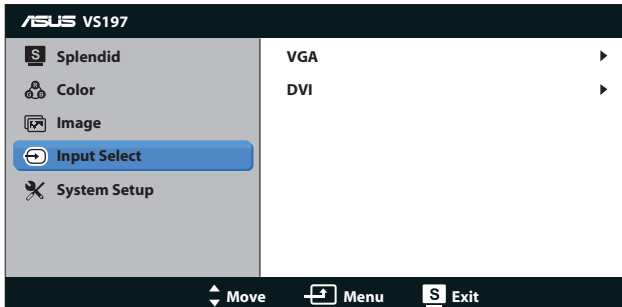 ASUS VS197
S Splendid
R G B Color
Image
Input Select
System Setup
VGA
DVI
Move Menu S Exit